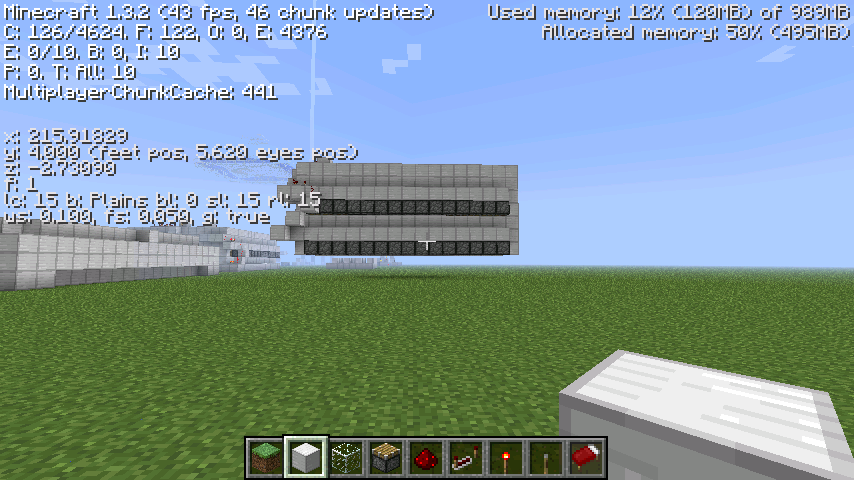 Minecraft 1.3.2 (43 fps, 46 chunk updates)
C: 126/4624, F: 122, O: 0, E: 4376
E: 0/10, B: 0, I: 10
P: 0, T: All: 10
MultiplayerChunkCache: 441
x: 215.91829
y: 4.000 (feet pos, 5.620 eyes pos)
z: -2.73090
f: 1
lc: 15 b: Plains bl: 0 sl: 15 rl: 15
ws: 0.100, fs: 0.050, g: true
Used memory: 12% (120MB) of 989MB
Allocated memory: 50% (495MB)